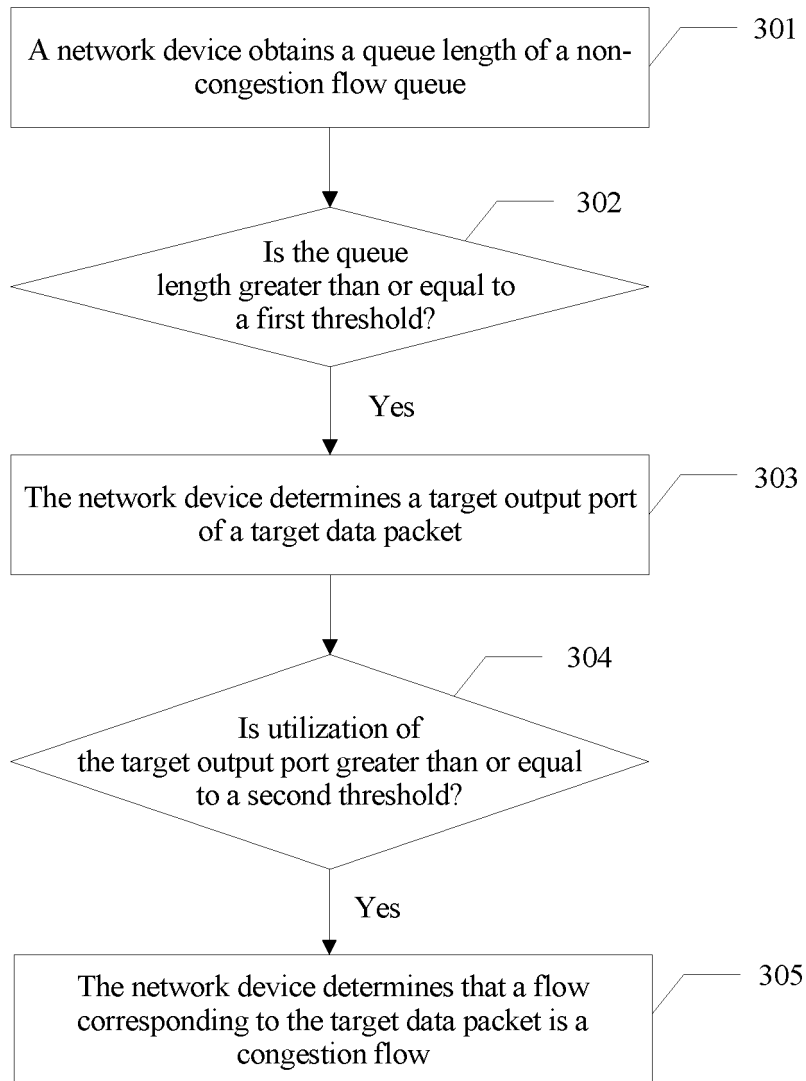 A network device obtains a queue length of a non-
congestion flow queue
301
302
Is the queue
length greater than or equal to
a first threshold?
Yes
303
The network device determines a target output port
of a target data packet
304
Is utilization of
the target output port greater than or equal
to a second threshold?
Yes
305
The network device determines that a flow
corresponding to the target data packet is a
congestion flow